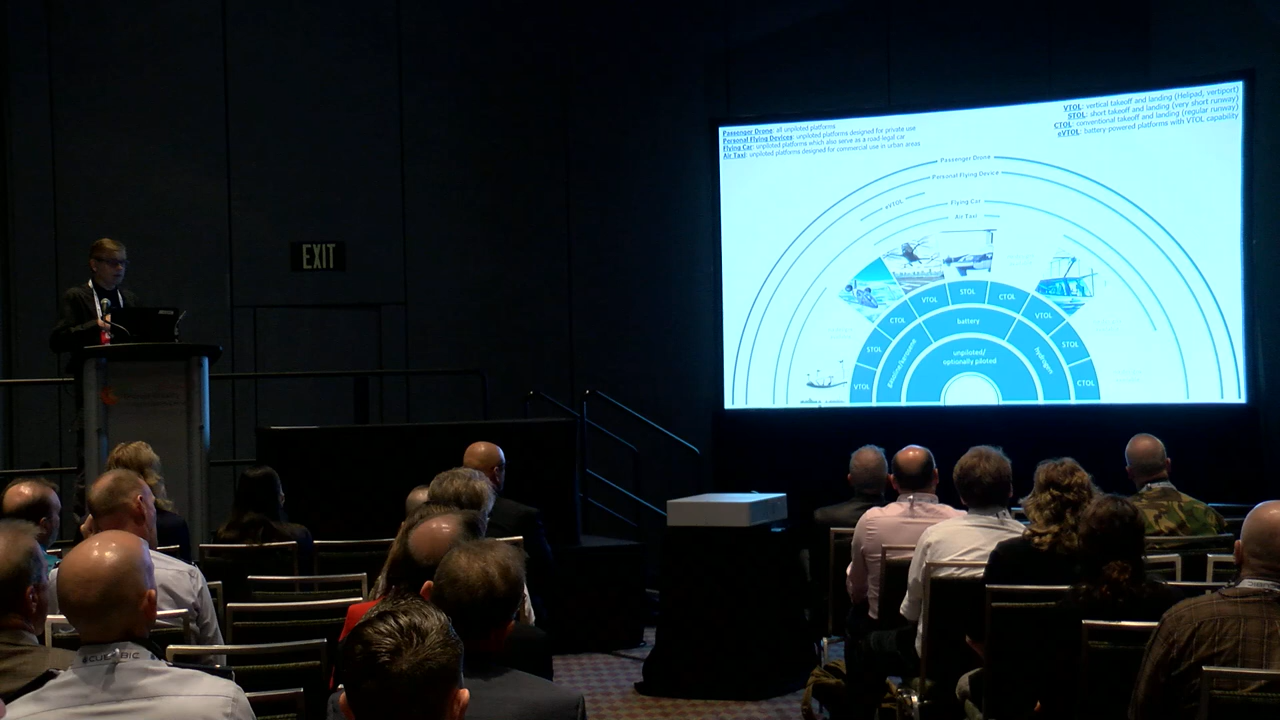 Passenger Drone: all unpiloted platforms
Personal Flying Devices: unpiloted platforms designed for private use
Flying Car: unpiloted platforms which also serve as a road legal car
Air Taxi: unpiloted platforms designed for commercial use in urban areas
VTOL: vertical takeoff and landing (Helipad, vertiport)
STOL: short takeoff and landing (very short runway)
CTOL: conventional takeoff and landing (regular runway)
eVTOL: battery powered platforms with VTOL capability
Passenger Drone
Personal Flying Device
eVTOL
Flying Car
Air Taxi
VTOL
STOL
CTOL
VTOL
STOL
CTOL
VTOL
STOL
CTOL
gasoline/kerosene
battery
hydrogen
unpiloted/
optionally piloted
EXIT